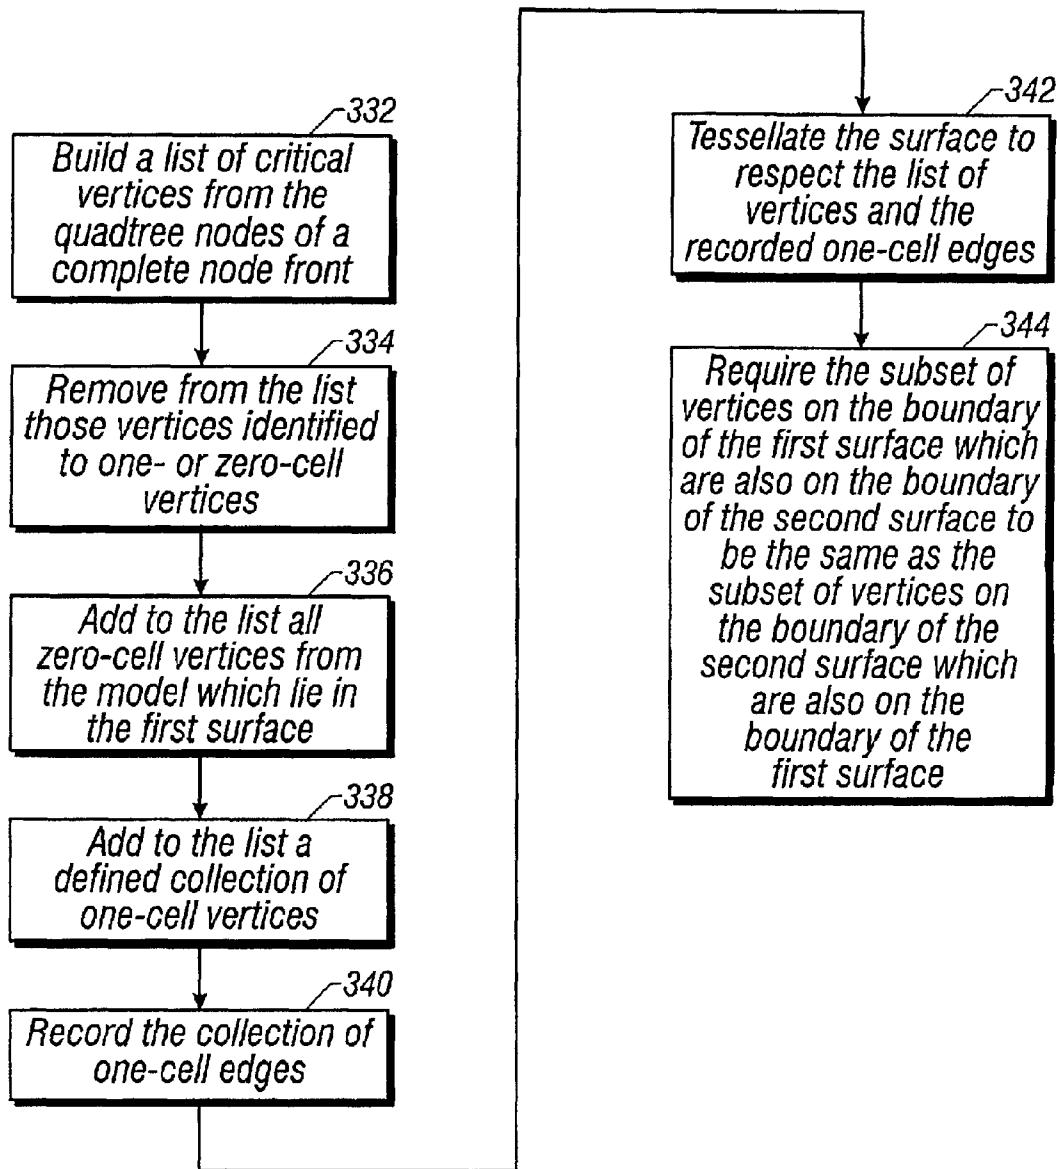 332
Build a list of critical
vertices from the
quadtree nodes of a
complete node front
334
Remove from the list
those vertices identified
to one- or zero-cell
vertices
336
Add to the list all
zero-cell vertices from
the model which lie in
the first surface
338
Add to the list a
defined collection of
one-cell vertices
340
Record the collection of
one-cell edges
342
Tessellate the surface to
respect the list of
vertices and the
recorded one-cell edges
344
Require the subset of
vertices on the boundary
of the first surface which
are also on the boundary
of the second surface to
be the same as the
subset of vertices on
the boundary of the
second surface which
are also on the
boundary of the
first surface